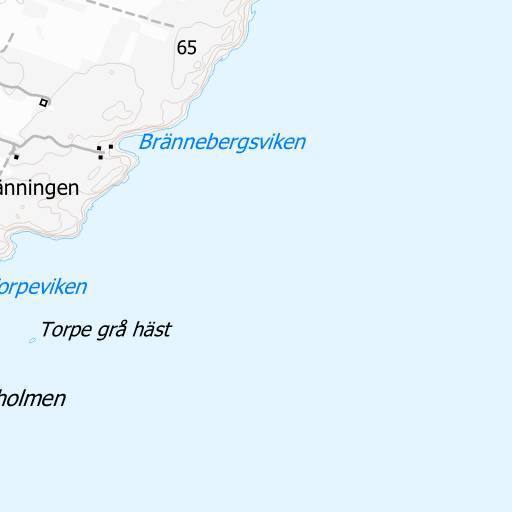 65
Brännebergsviken
änningen
orpeviken
Torpe grå häst
holmen